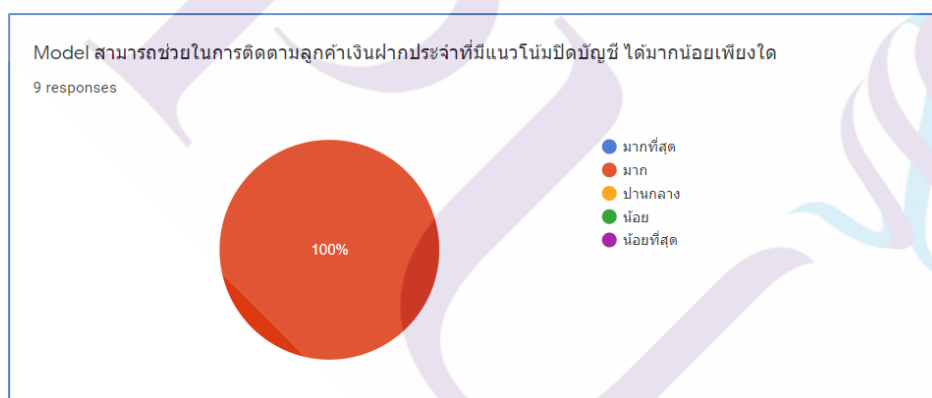 Model สามารถช่วยในการติดตามลูกค้าเงินฝากประจำที่มีแนวโน้มปิดบัญชี ได้มากน้อยเพียงใด
9 responses
100%
มากที่สุด
มาก
ปานกลาง
น้อย
น้อยที่สุด